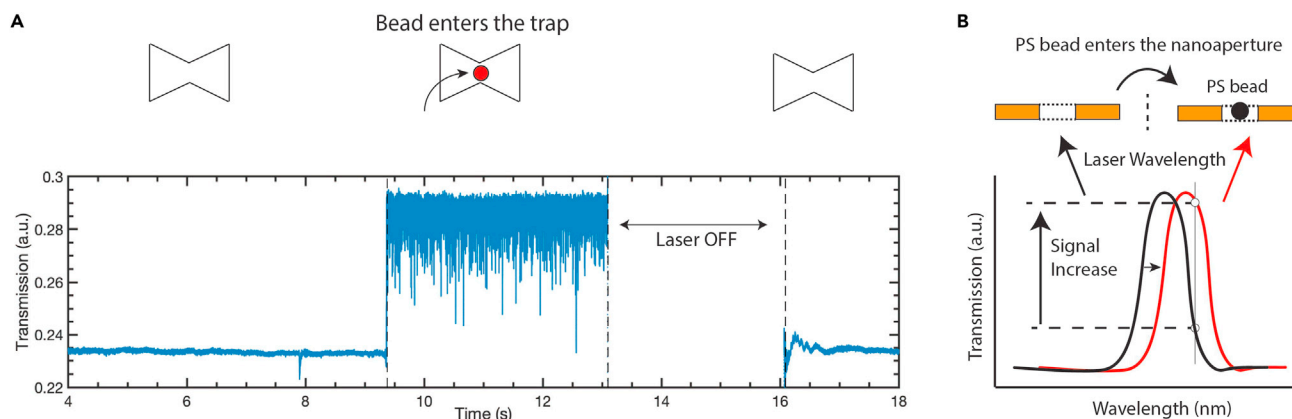 A
Bead enters the trap
Transmission (a.u.)
0.3
0.28
0.26
0.24
0.22
Laser OFF
4
6
8
10
12
14
16
18
Time (s)
B
PS bead enters the nanoaperture
PS bead
Laser Wavelength
Signal
Increase
Transmission (a.u.)
Wavelength (nm)